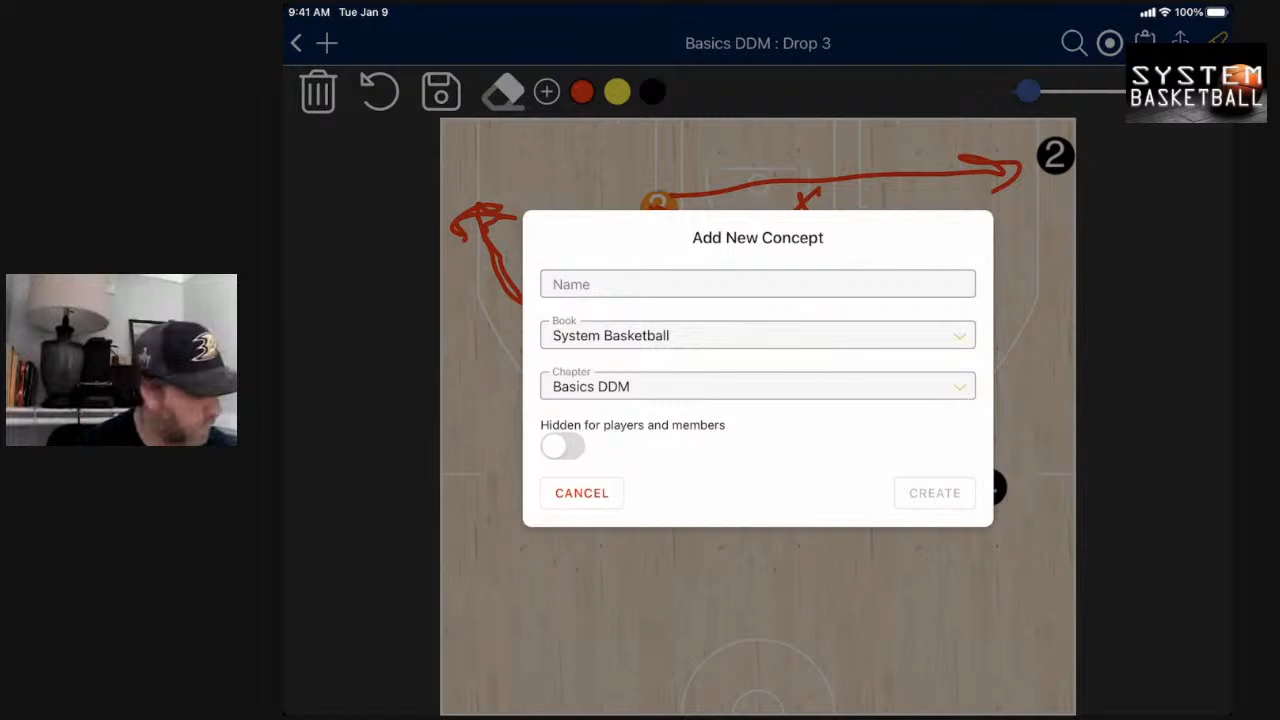 9:41 AM Tue Jan 9
100%
Basics DDM : Drop 3
SYSTEM
BASKETBALL
2
Add New Concept
Name
Book
System Basketball
Chapter
Basics DDM
Hidden for players and members
CANCEL
CREATE